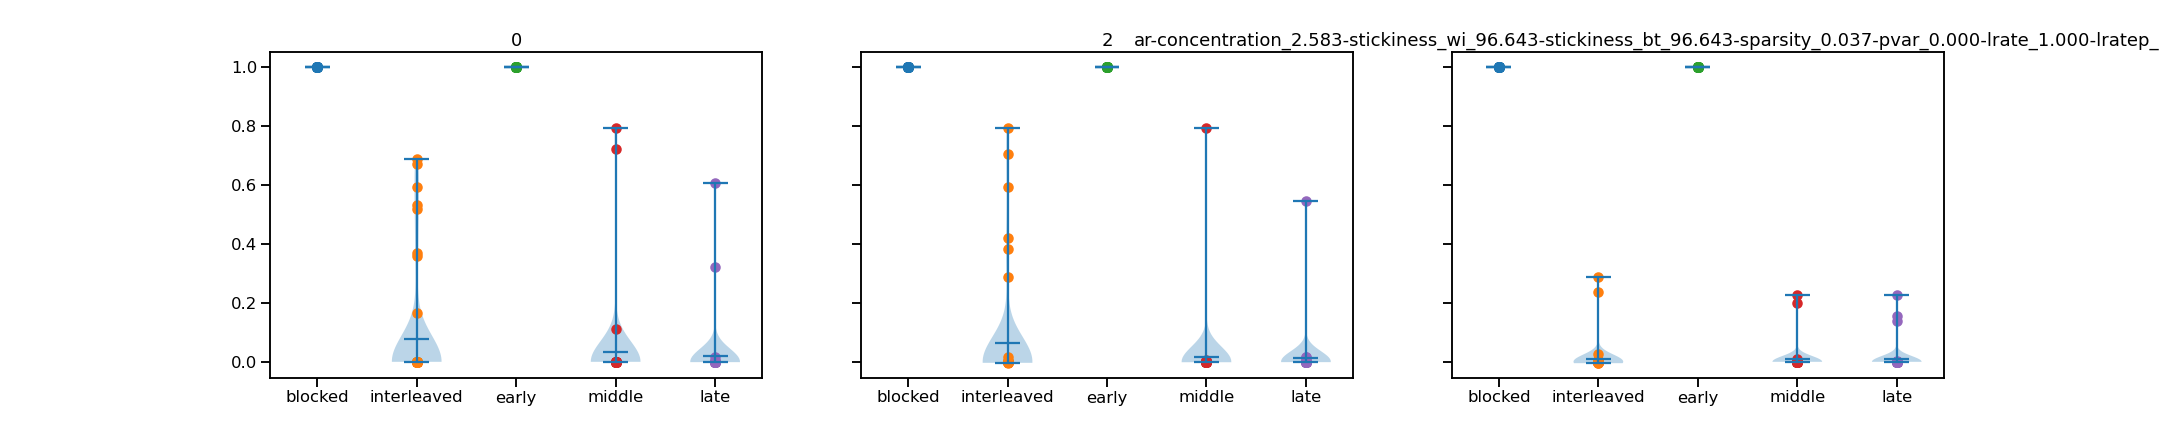 0
2
ar-concentration_2.583-stickiness_wi_96.643-stickiness_bt_96.643-sparsity_0.037-pvar_0.000-lrate_1.000-lratep_
1.0
0.8
0.6
0.4
0.2
0.0
blocked interleaved early middle late
blocked interleaved early middle late
blocked interleaved early middle late